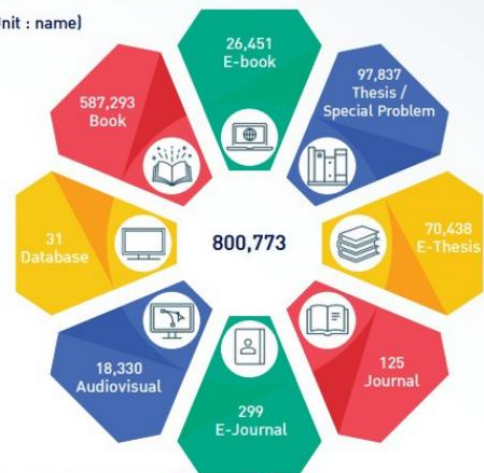 nit : name)
26,451
E-book
97,837
Thesis /
Special Problem
587,293
Book
800,773
70,438
E-Thesis
31
Database
125
Journal
18,330
Audiovisual
299
E-Journal